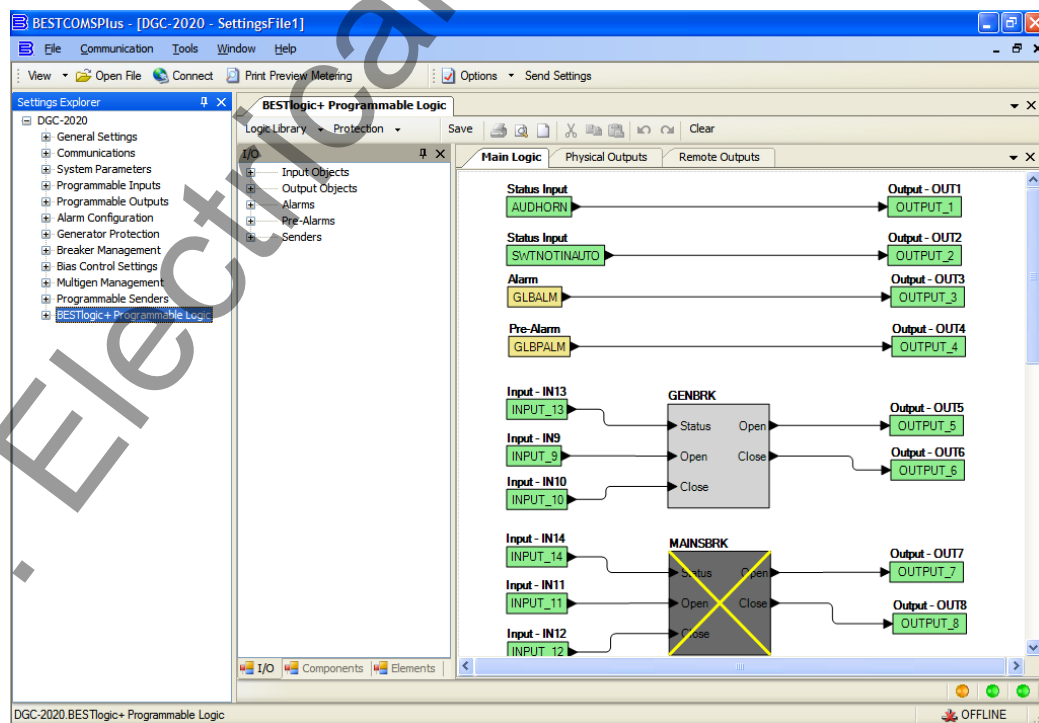 BESTCOMSPlus - [DGC-2020 - SettingsFile1]
File Communication Tools Window Help
View Open File Connect Print Preview Metering Options Send Settings
Settings Explorer
DGC-2020
General Settings
Communications
System Parameters
Programmable Inputs
Programmable Outputs
Alarm Configuration
Generator Protection
Breaker Management
Bias Control Settings
Multigen Management
Programmable Senders
BESTlogic+ Programmable Logic
BESTlogic+ Programmable Logic
Logic Library Protection Save Clear
I/O
Input Objects
Output Objects
Alarms
Pre-Alarms
Senders
I/O Components Elements
Main Logic Physical Outputs Remote Outputs
Status Input Output - OUT1
AUDHORN OUTPUT_1
Status Input Output - OUT2
SWTNOTINAUTO OUTPUT_2
Alarm Output - OUT3
GLBALM OUTPUT_3
Pre-Alarm Output - OUT4
GLBPALM OUTPUT_4
Input - IN13 GENBRK Output - OUT5
INPUT_13 Status Open OUTPUT_5
Input - IN9 Output - OUT6
INPUT_9 Open Close OUTPUT_6
Input - IN10 Close
INPUT_10
Input - IN14 MAINSBRK Output - OUT7
INPUT_14 Status Open OUTPUT_7
Input - IN11 Output - OUT8
INPUT_11 Open Close OUTPUT_8
Input - IN12 Close
INPUT_12
DGC-2020.BESTlogic+ Programmable Logic OFFLINE
. Electrical